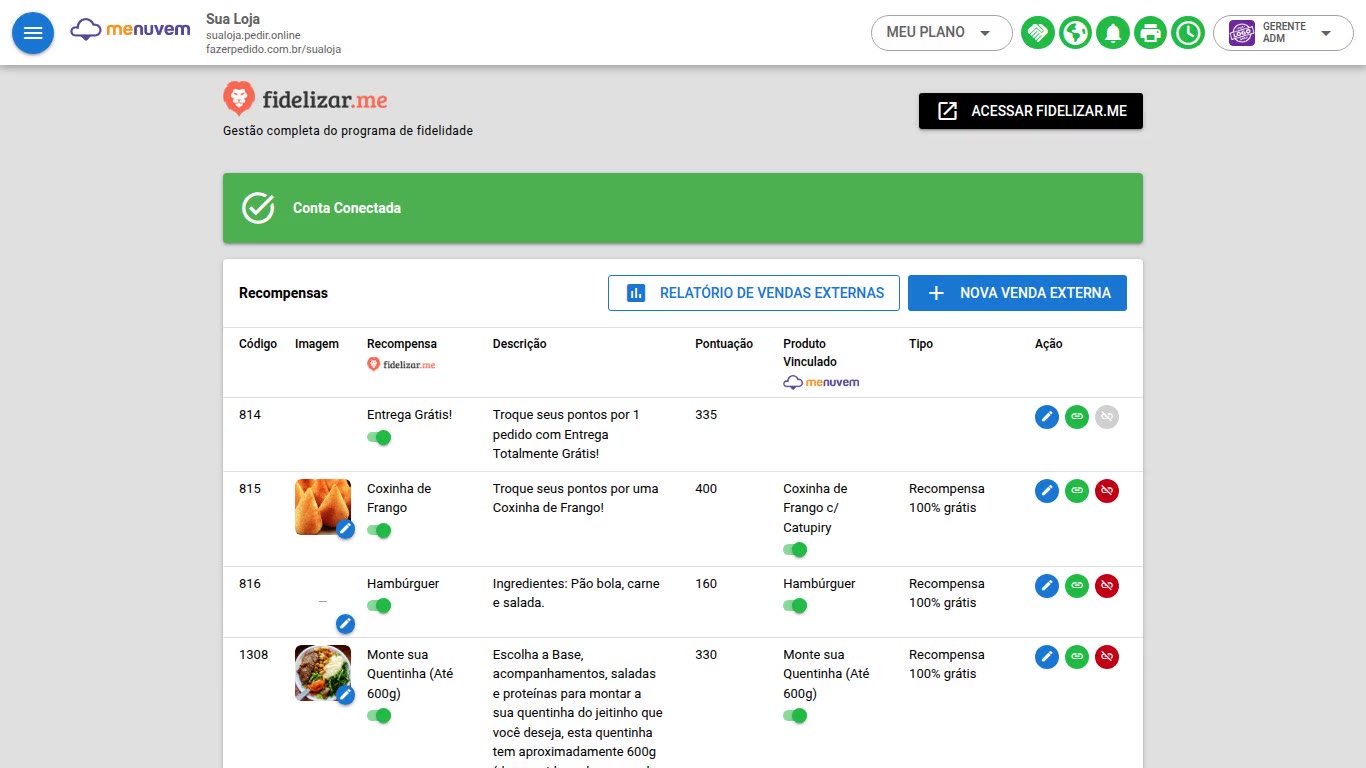 menuvem
Sua Loja
sualoja.pedir.online
fazerpedido.com.br/sualoja
MEU PLANO
GERENTE
ADM
fidelizar.me
Gestão completa do programa de fidelidade
ACESSAR FIDELIZAR.ME
Conta Conectada
Recompensas
RELATÓRIO DE VENDAS EXTERNAS
NOVA VENDA EXTERNA
Código
Imagem
Recompensa
fidelizar.me
Descrição
Pontuação
Produto
Vinculado
menuvem
Tipo
Ação
814
Entrega Grátis!
Troque seus pontos por 1
pedido com Entrega
Totalmente Grátis!
335
815
Coxinha de
Frango
Troque seus pontos por uma
Coxinha de Frango!
400
Coxinha de
Frango c/
Catupiry
Recompensa
100% grátis
816
Hambúrguer
Ingredientes: Pão bola, carne
e salada.
160
Hambúrguer
Recompensa
100% grátis
1308
Monte sua
Quentinha (Até
600g)
Escolha a Base,
acompanhamentos, saladas
e proteínas para montar a
sua quentinha do jeitinho que
você deseja, esta quentinha
tem aproximadamente 600g
330
Monte sua
Quentinha (Até
600g)
Recompensa
100% grátis